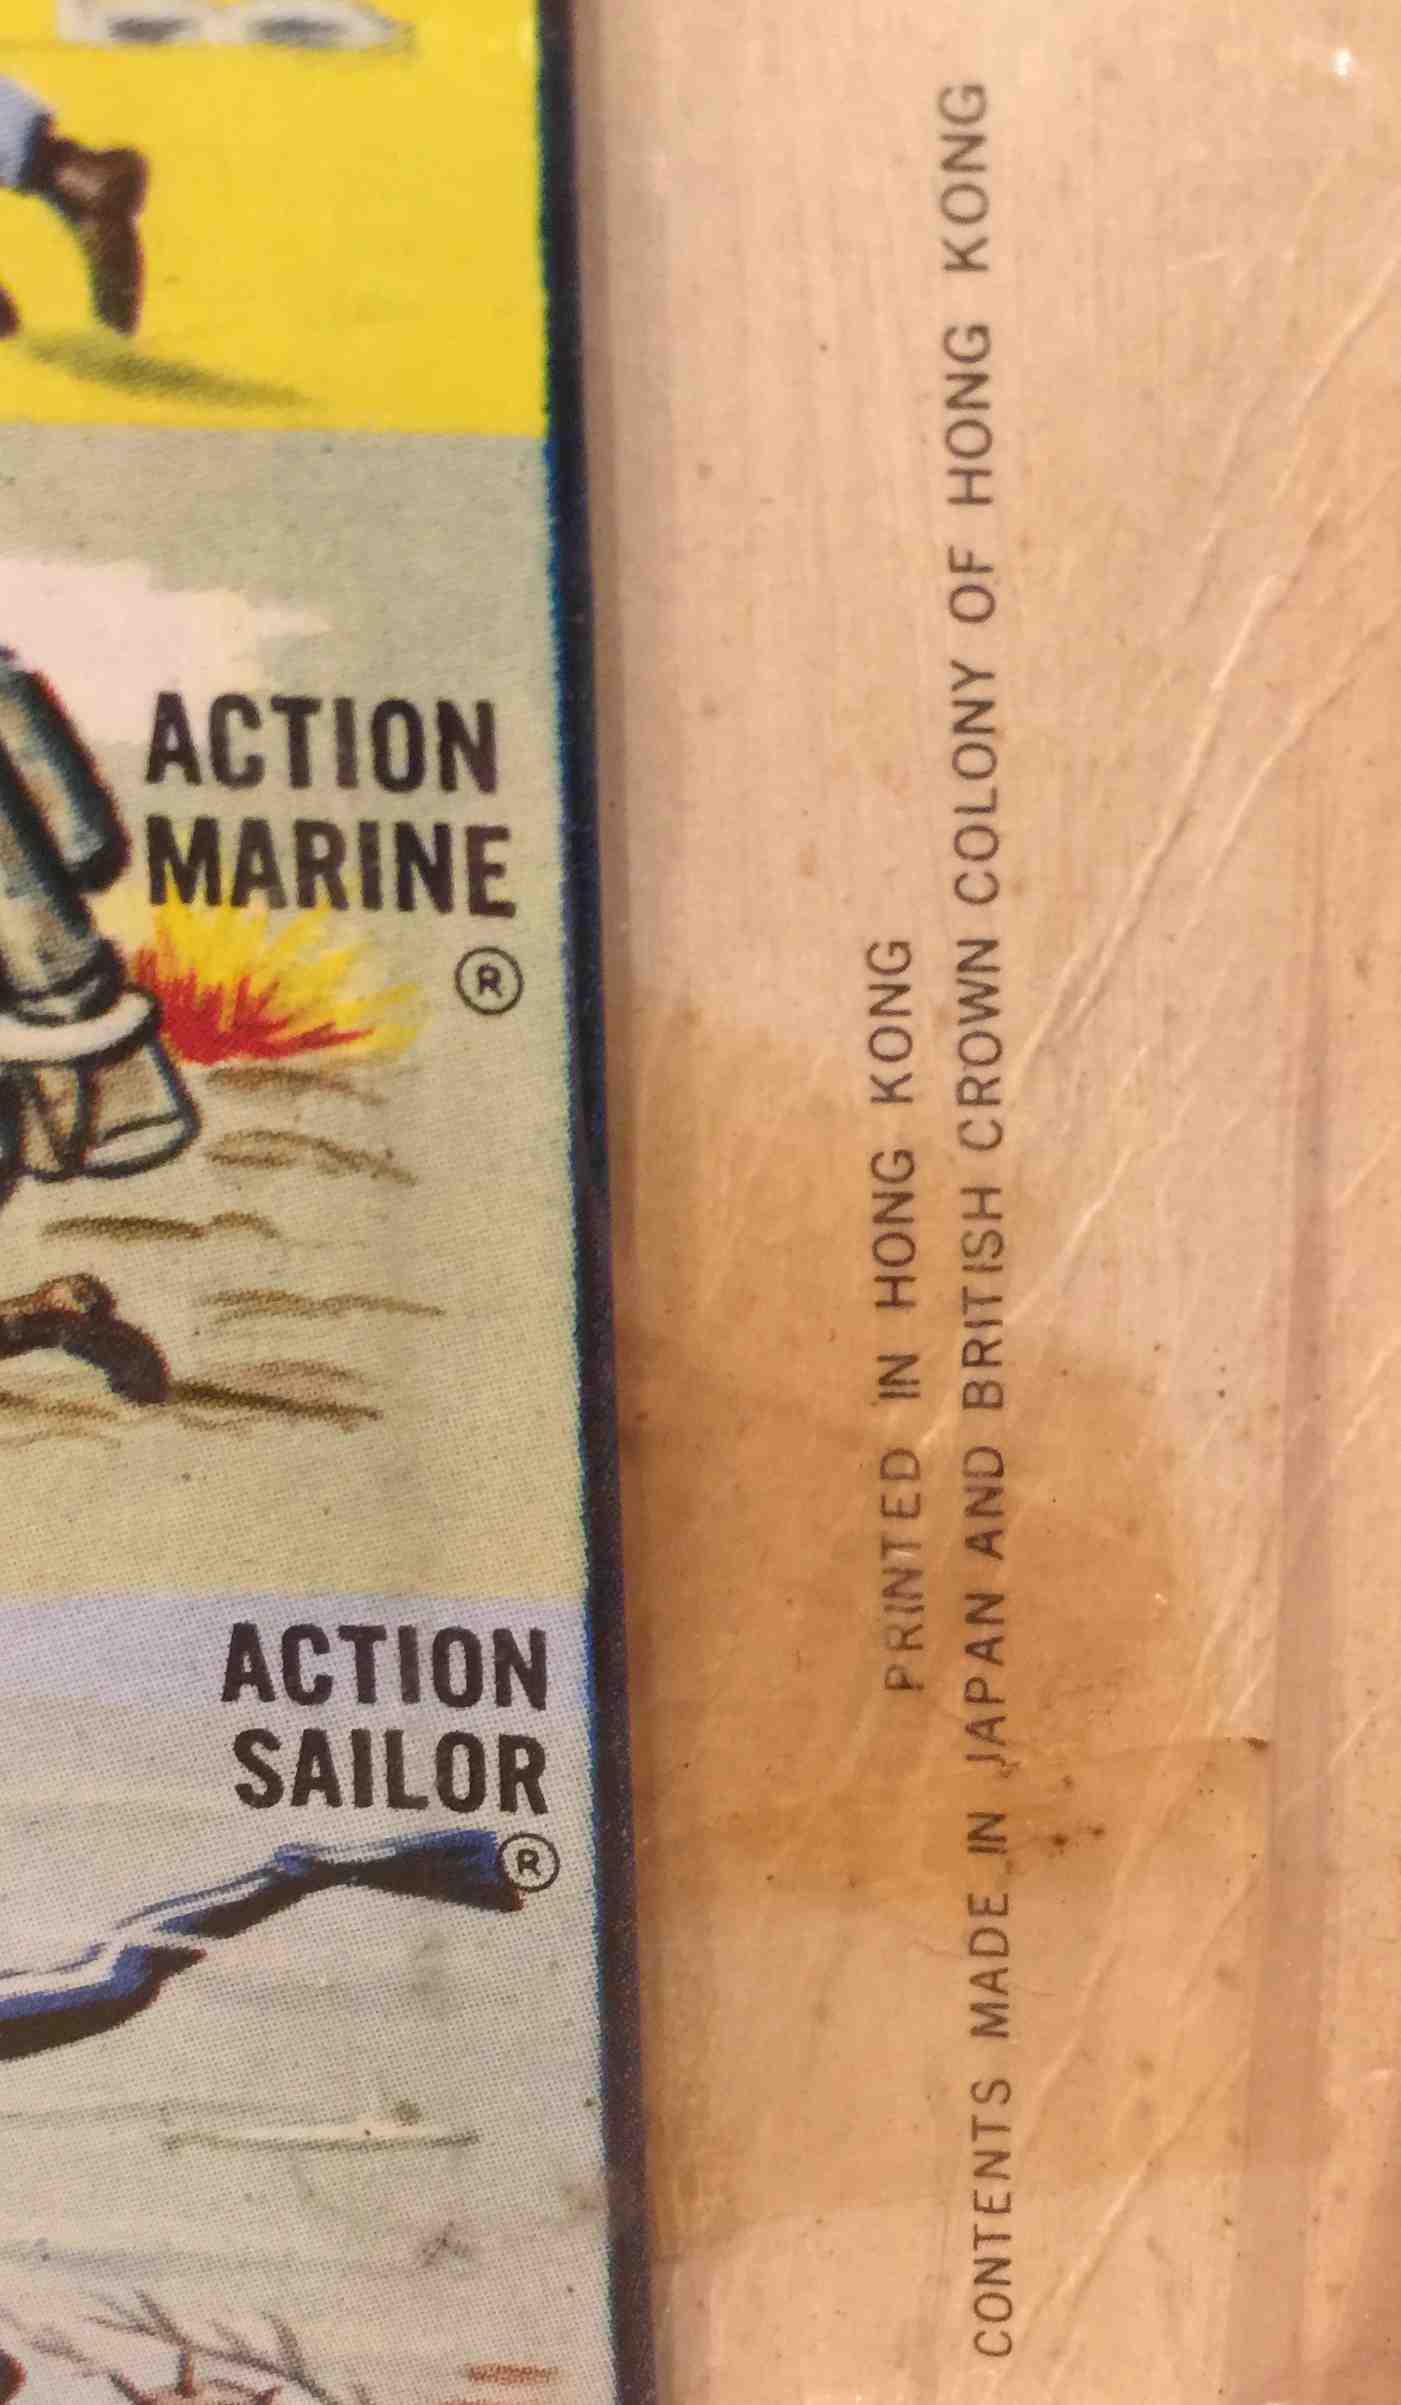 ACTION
MARINE
®
ACTION
SAILOR
®
PRINTED IN HONG KONG
CONTENTS MADE IN JAPAN AND BRITISH CROWN COLONY OF HONG KONG